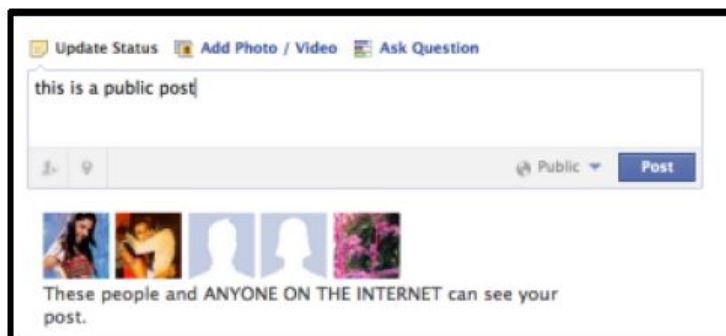 Update Status Add Photo / Video Ask Question
this is a public post
Public Post
These people and ANYONE ON THE INTERNET can see your
post.